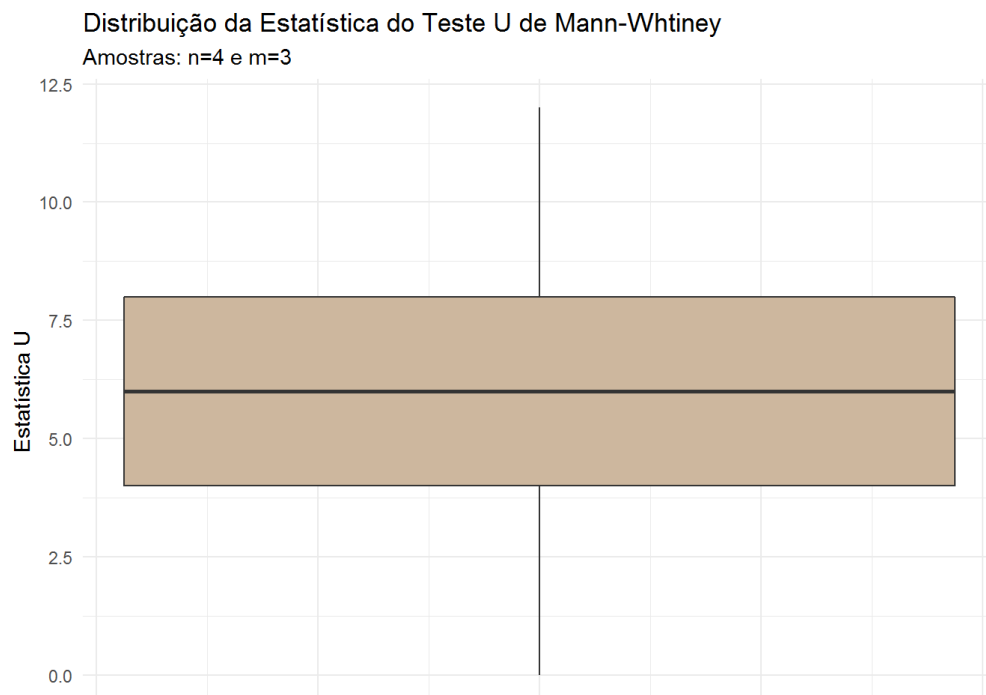 Distribuição da Estatística do Teste U de Mann-Whtiney
Amostras: n=4 e m=3
12.5
10.0
7.5
5.0
2.5
0.0
Estatística U